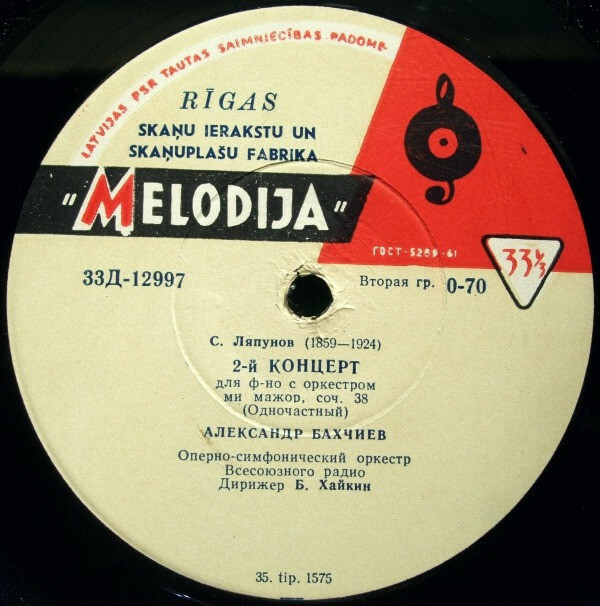 LATVIJAS PSR TAUTAS SAIMNIECĪBAS PADOME
RĪGAS
SKAŅU IERAKSTU UN
SKAŅUPLAŠU FABRIKA
"MELODIJA"
ГОСТ-5289-61
33⅓
33Д-12997
Вторая гр. 0-70
С. Ляпунов (1859—1924)
2-й КОНЦЕРТ
для ф-но с оркестром
ми мажор, соч. 38
(Одночастный)
АЛЕКСАНДР БАХЧИЕВ
Оперно-симфонический оркестр
Всесоюзного радио
Дирижер Б. Хайкин
35. tip. 1575